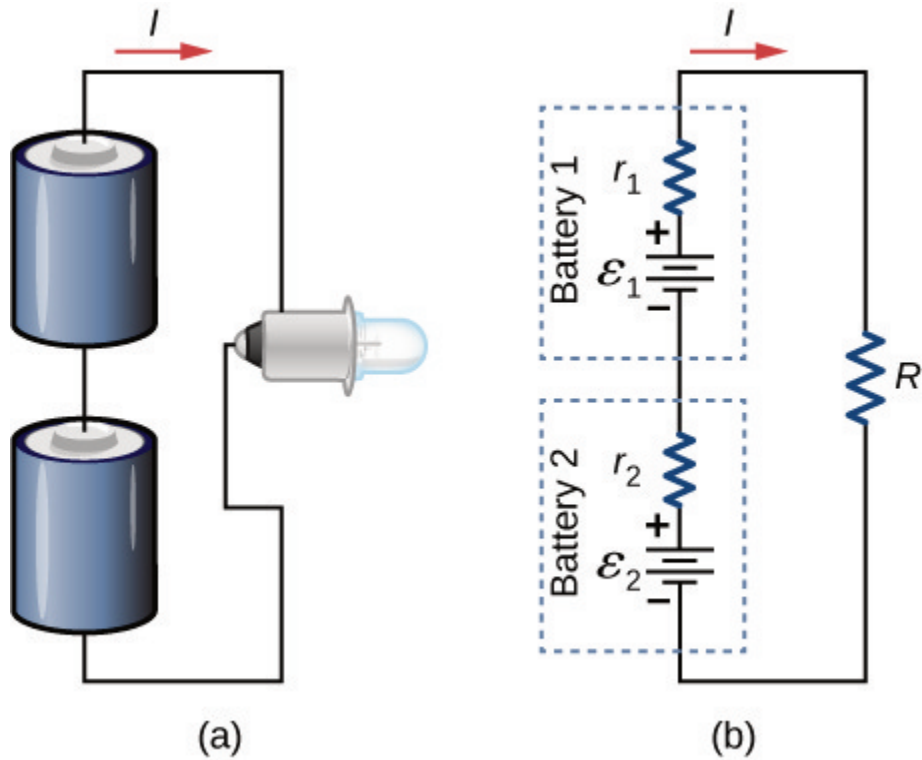 I
(a)
I
Battery 1
r1
+
ε1
−
Battery 2
r2
+
ε2
−
R
(b)